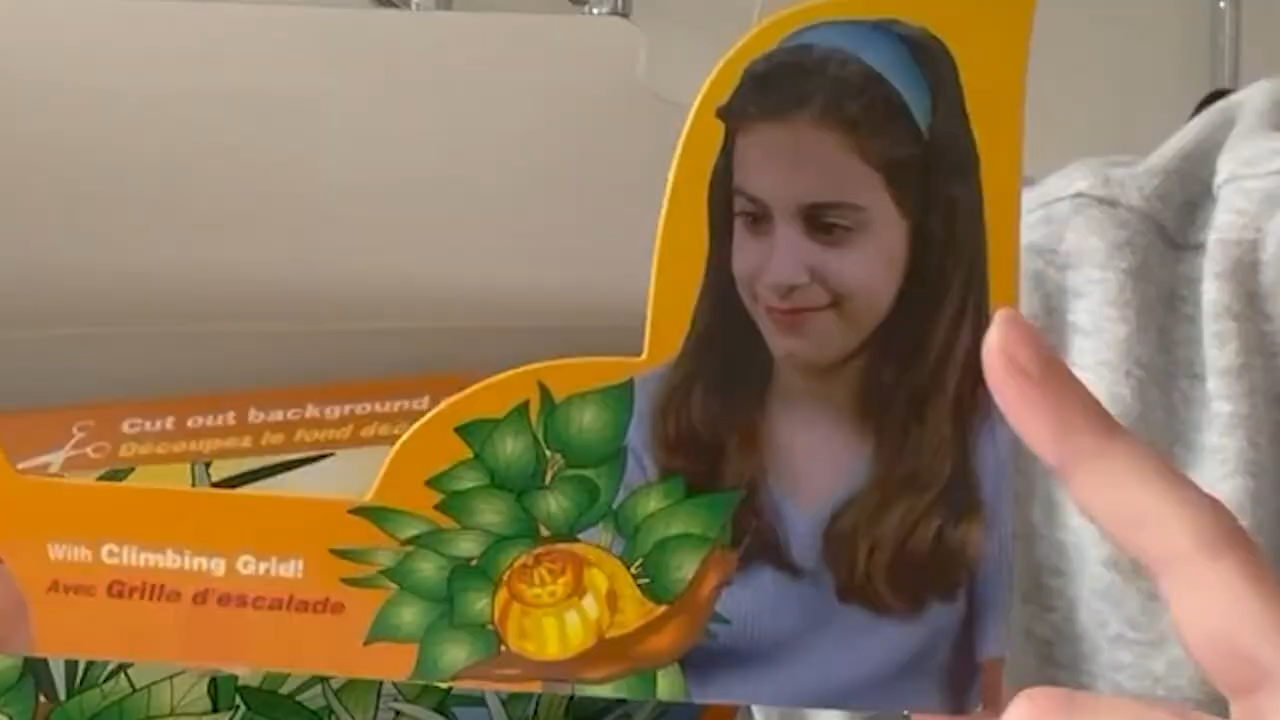 Cut out background
Découpez le fond
With Climbing Grid!
Avec Grille d'escalade